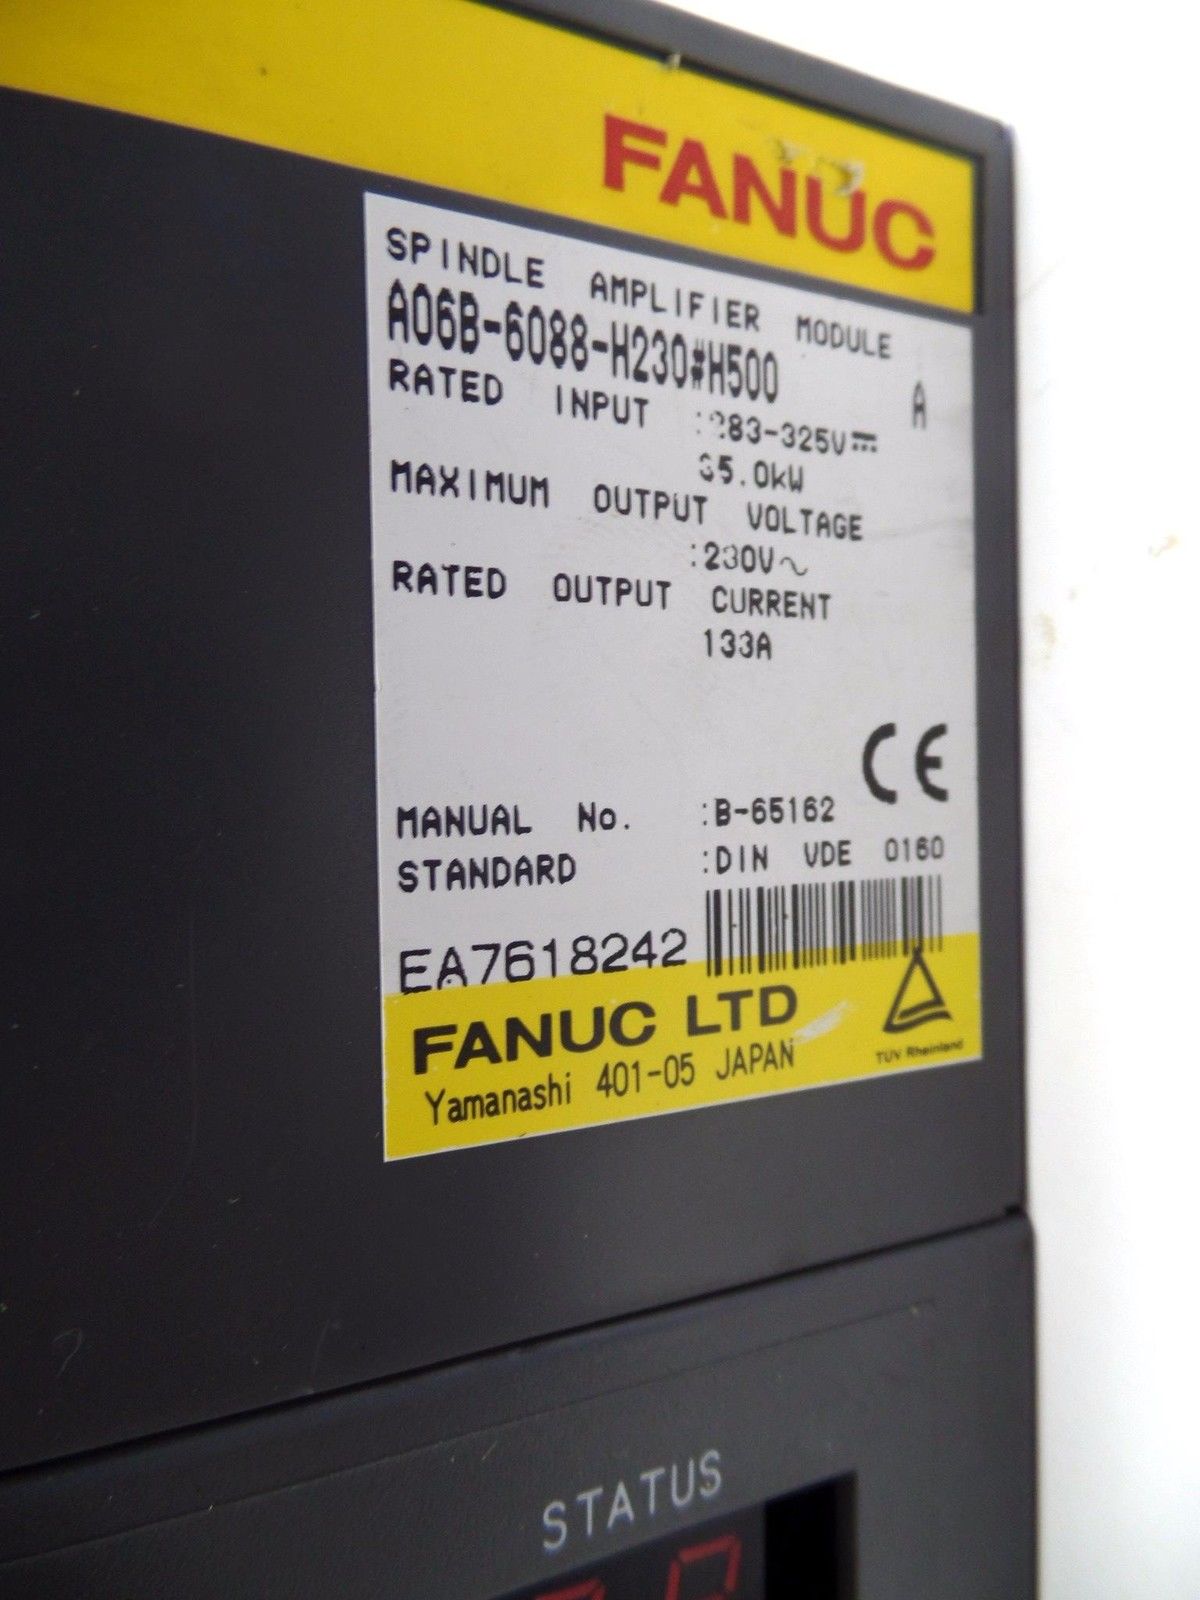 FANUC
SPINDLE AMPLIFIER MODULE
A06B-6088-H230#H500 A
RATED INPUT :283-325V⎓
35.0kW
MAXIMUM OUTPUT VOLTAGE
:230V~
RATED OUTPUT CURRENT
133A
CE
MANUAL No. :B-65162
STANDARD :DIN VDE 0160
EA7618242
FANUC LTD
Yamanashi 401-05 JAPAN
TUV Rheinland
STATUS